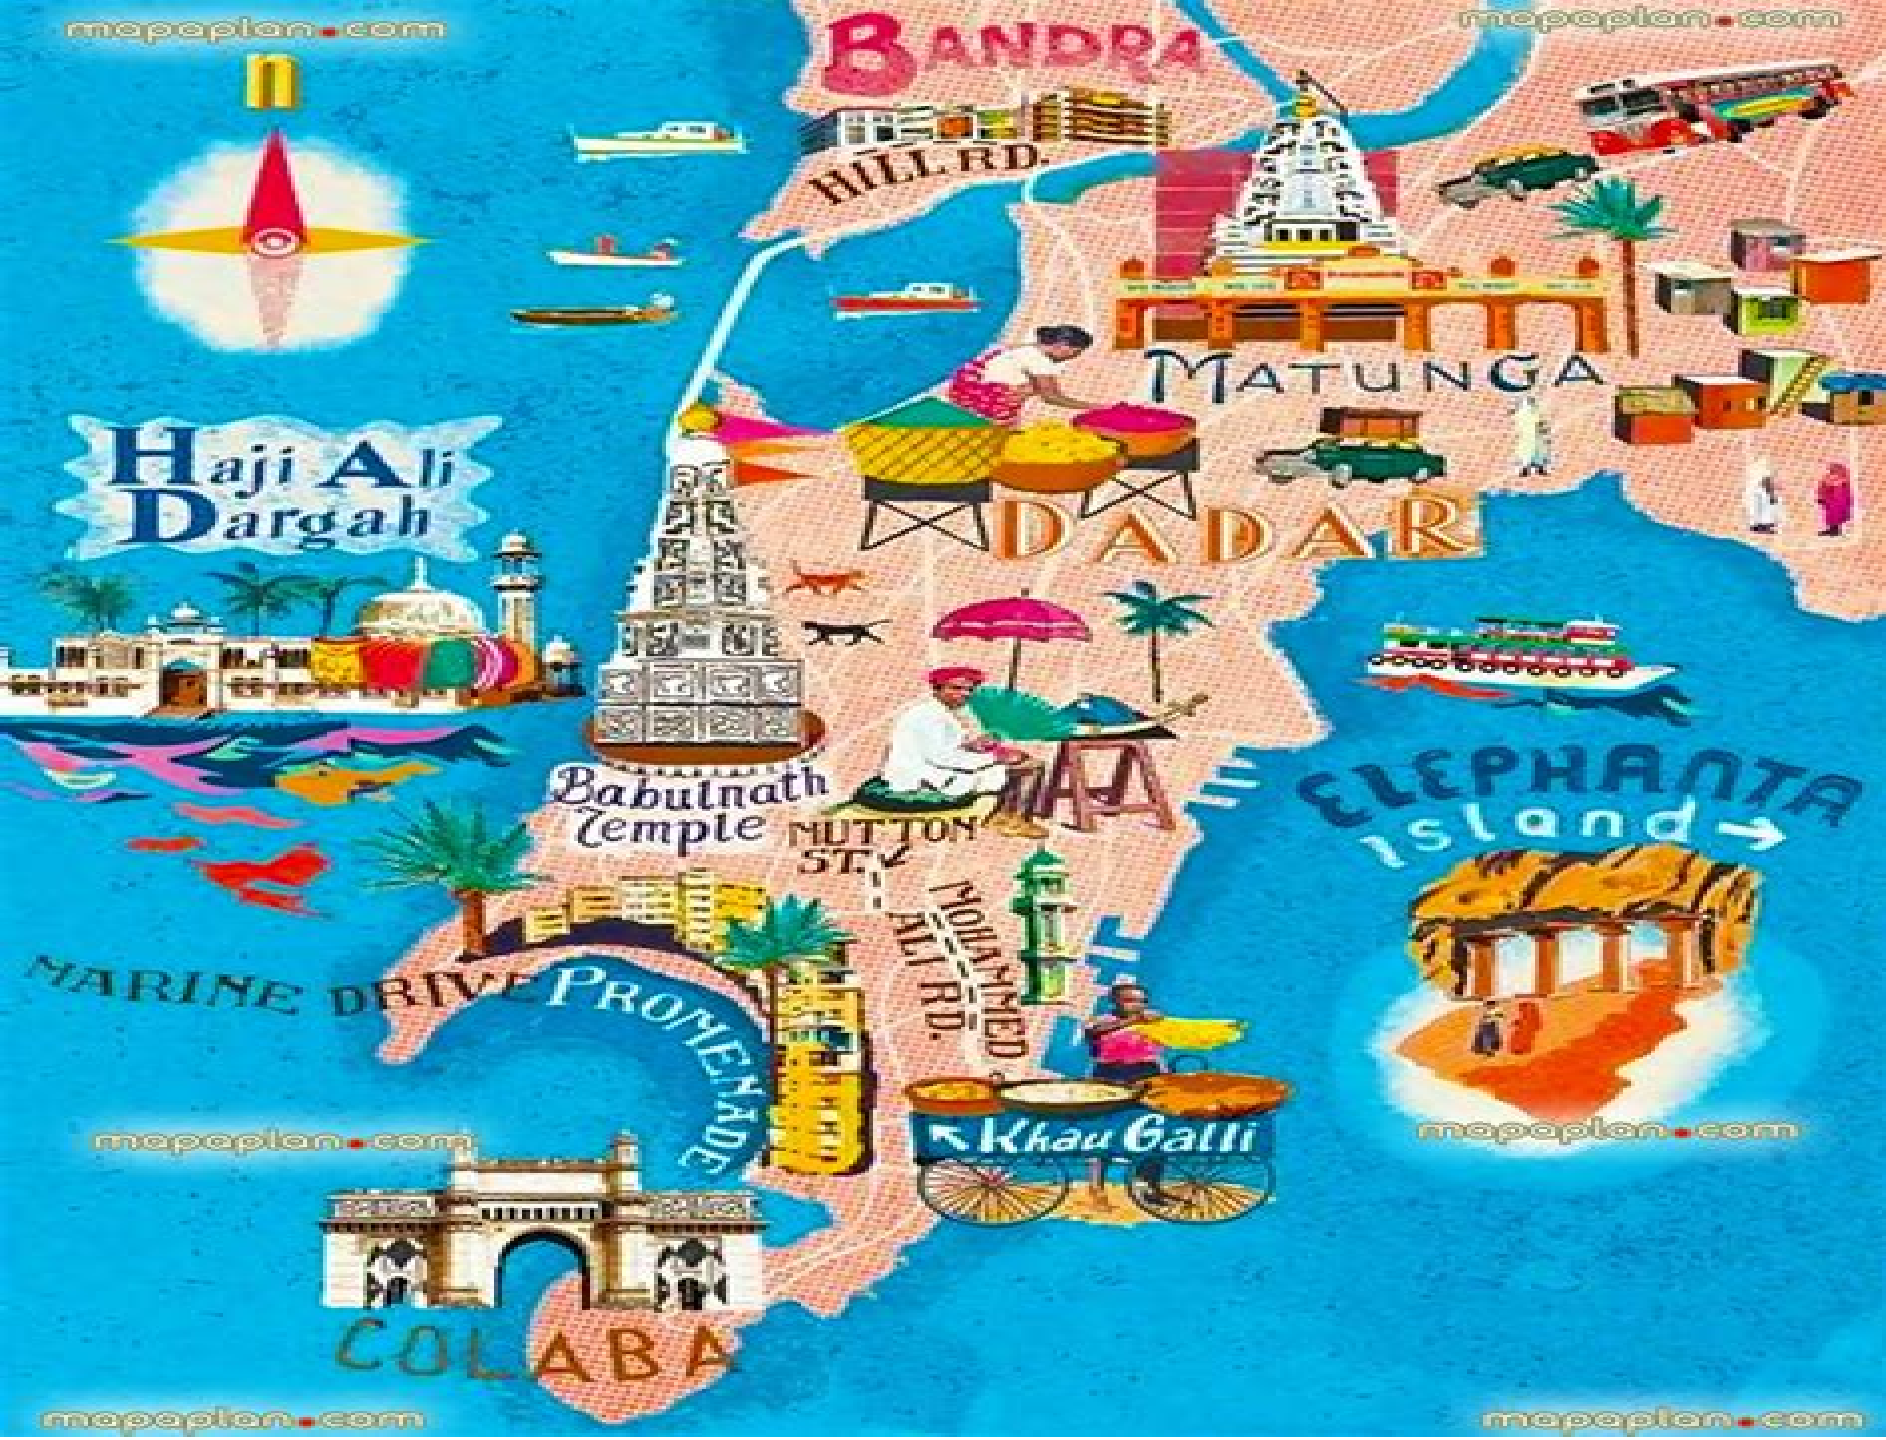 mapaplan.com
mapaplan.com
n
BANDRA
HILL RD.
MATUNGA
Haji Ali
Dargah
DADAR
ELEPHANTA
Island
Babulnath
Temple
MUTTON
ST.
MOHAMMED
ALI RD.
MARINE DRIVE PROMENADE
Khau Galli
mapaplan.com
mapaplan.com
COLABA
mapaplan.com
mapaplan.com